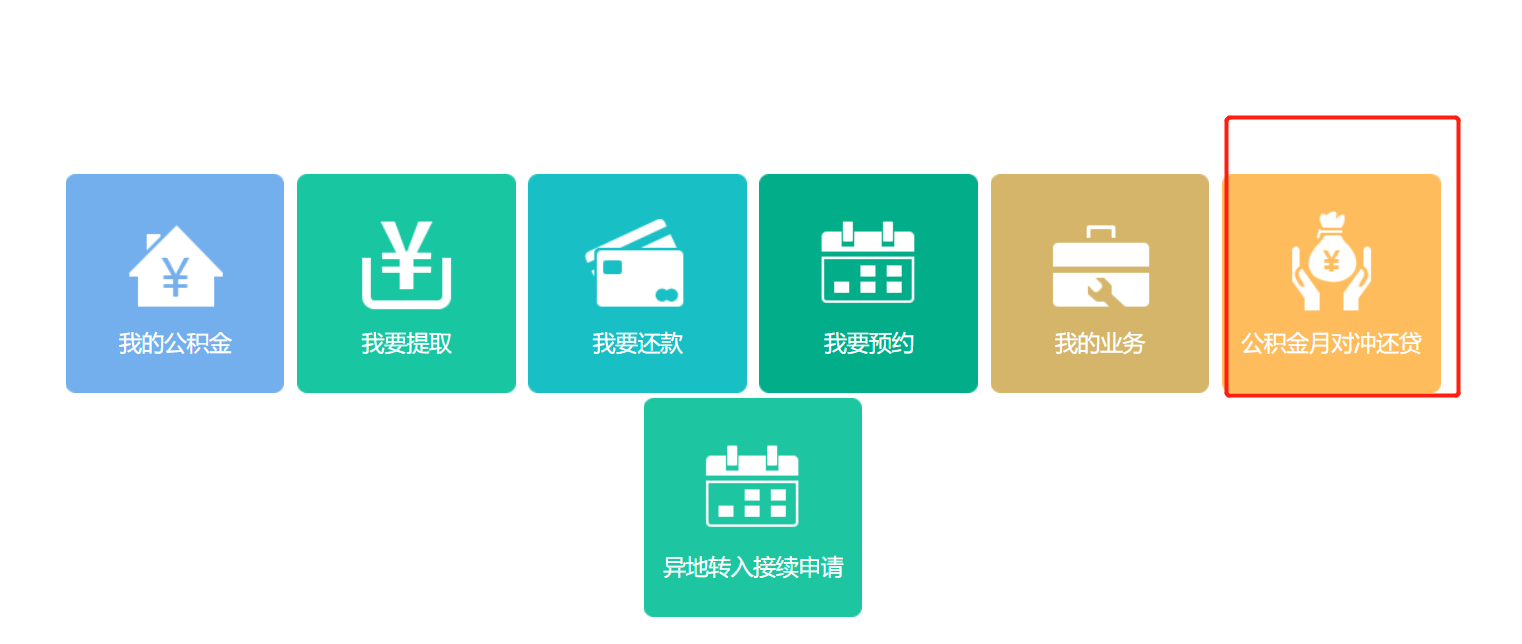 我的公积金
我要提取
我要还款
我要预约
我的业务
公积金月对冲还贷
异地转入接续申请